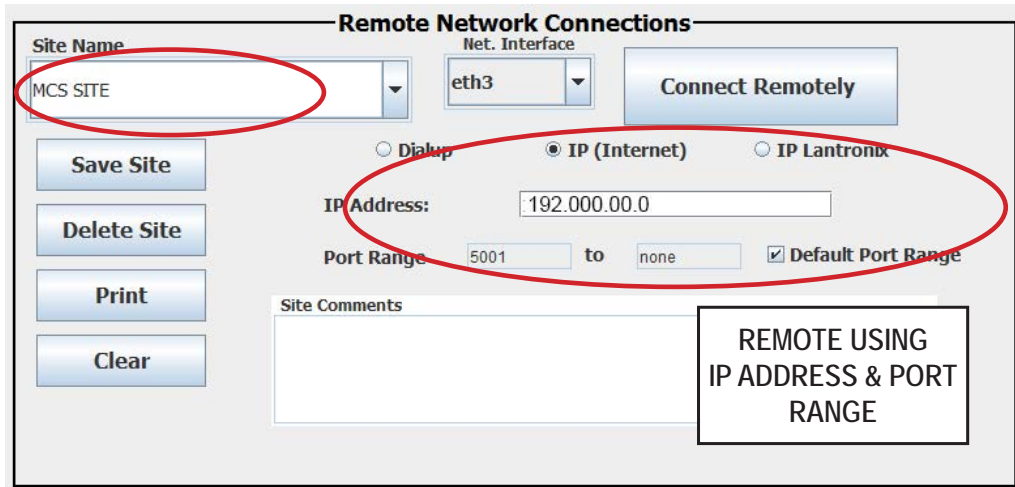 Remote Network Connections
Site Name
Net. Interface
MCS SITE
eth3
Connect Remotely
Save Site
Dialup
IP (Internet)
IP Lantronix
IP Address:
:192.000.00.0
Delete Site
Port Range
5001
to
none
Default Port Range
Print
Site Comments
Clear
REMOTE USING
IP ADDRESS & PORT
RANGE